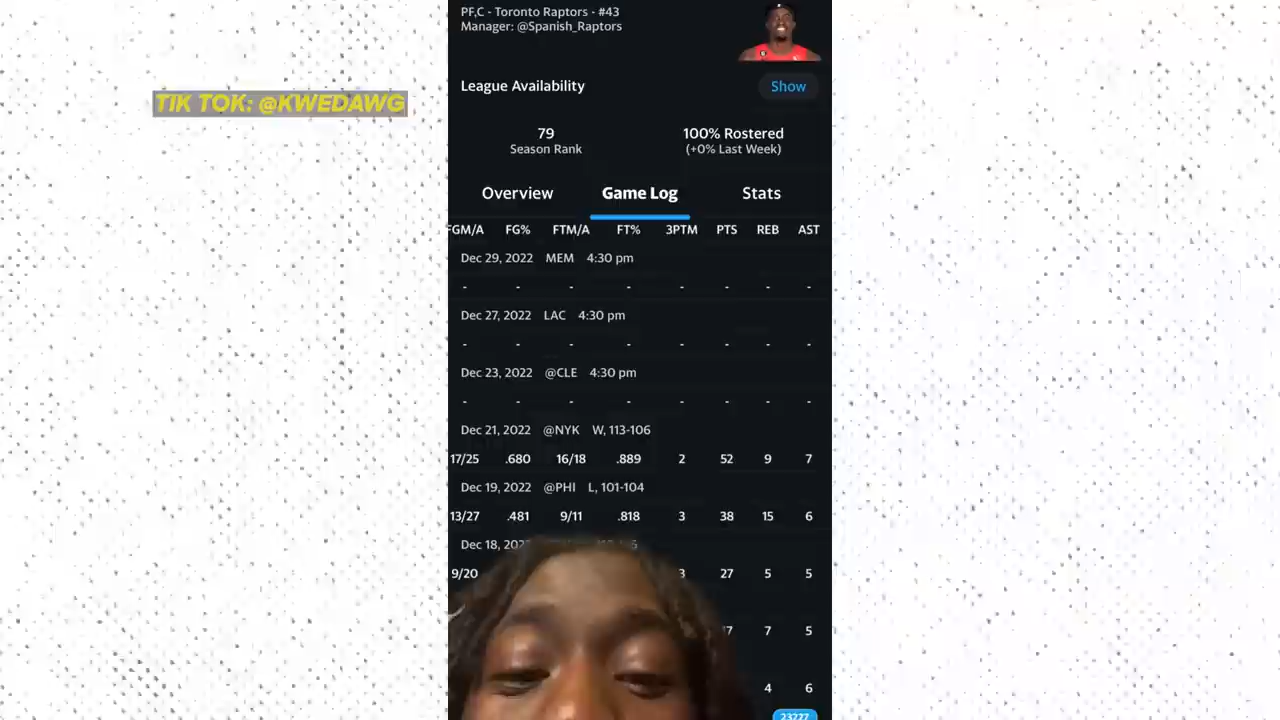 PF,C - Toronto Raptors - #43
Manager: @Spanish_Raptors
TIK TOK: @KWEDAWG
League Availability Show
79 100% Rostered
Season Rank (+0% Last Week)
Overview Game Log Stats
FGM/A FG% FTM/A FT% 3PTM PTS REB AST
Dec 29, 2022 MEM 4:30 pm
- - - - - - - -
Dec 27, 2022 LAC 4:30 pm
- - - - - - - -
Dec 23, 2022 @CLE 4:30 pm
- - - - - - - -
Dec 21, 2022 @NYK W, 113-106
17/25 .680 16/18 .889 2 52 9 7
Dec 19, 2022 @PHI L, 101-104
13/27 .481 9/11 .818 3 38 15 6
Dec 18,
9/20 3 27 5 5
7 5
4 6
23227